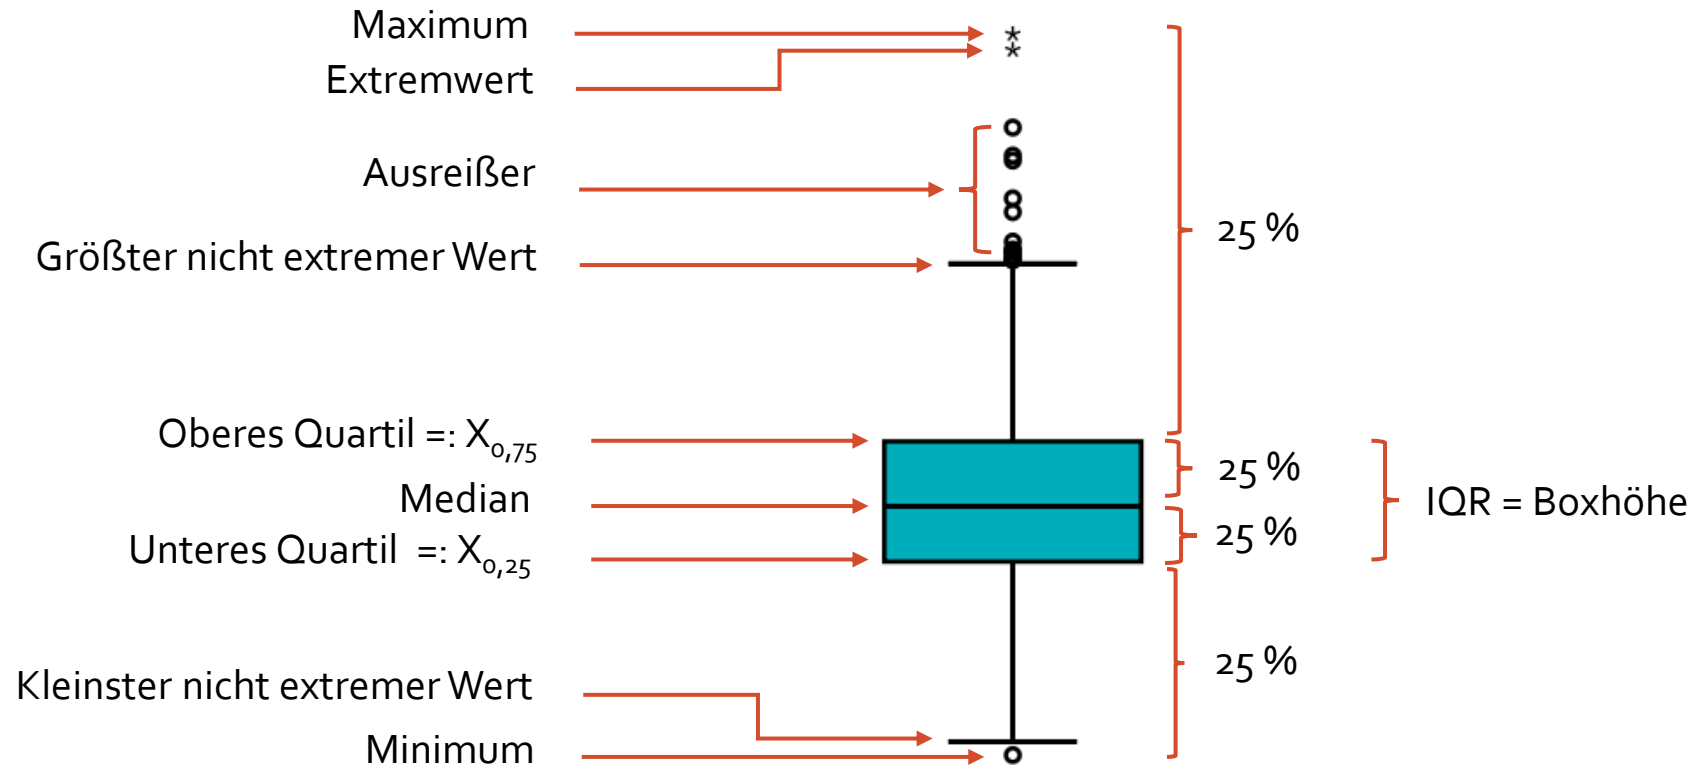 Maximum
Extremwert
Ausreißer
25 %
Größter nicht extremer Wert
Oberes Quartil =: X0,75
25 %
Median
IQR = Boxhöhe
25 %
Unteres Quartil =: X0,25
25 %
Kleinster nicht extremer Wert
Minimum